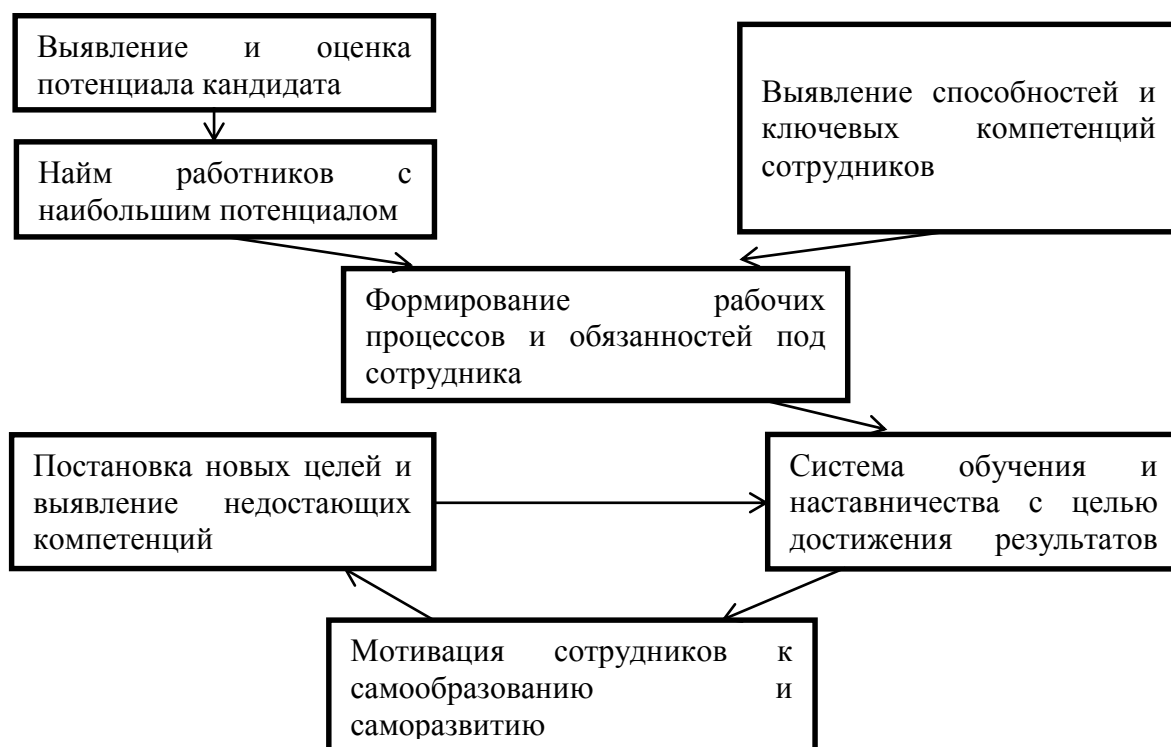 Выявление и оценка
потенциала кандидата
Найм работников с
наибольшим потенциалом
Выявление способностей и
ключевых компетенций
сотрудников
Формирование рабочих
процессов и обязанностей под
сотрудника
Постановка новых целей и
выявление недостающих
компетенций
Система обучения и
наставничества с целью
достижения результатов
Мотивация сотрудников к
самообразованию и
саморазвитию